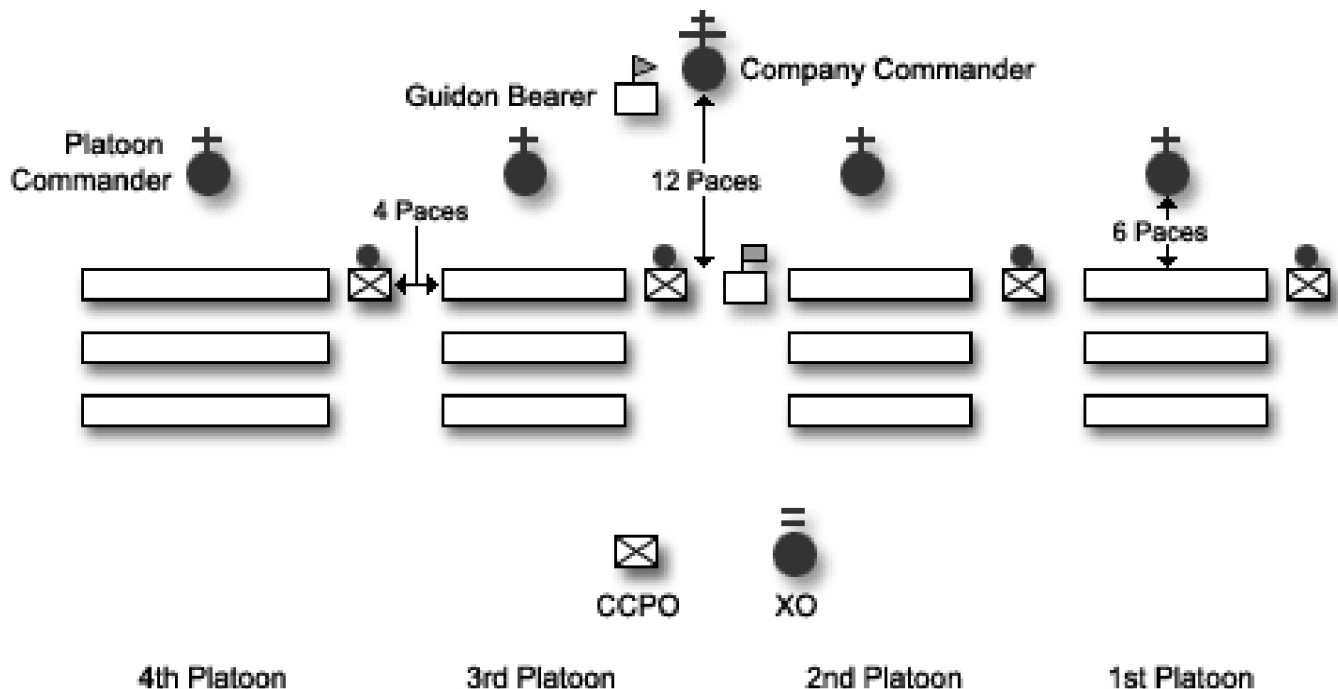 Company Commander
Guidon Bearer
Platoon
Commander
12 Paces
4 Paces
6 Paces
CCPO
XO
4th Platoon
3rd Platoon
2nd Platoon
1st Platoon